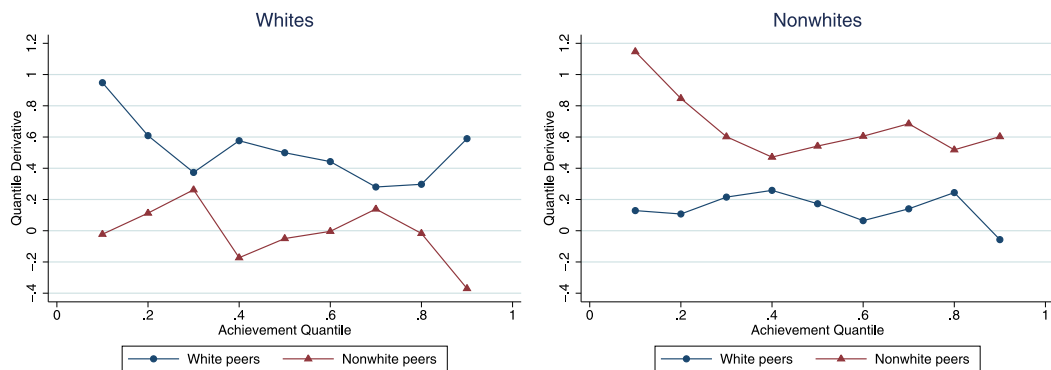 Whites
Quantile Derivative
1.2
1
.8
.6
.4
.2
0
-.2
-.4
0 .2 .4 .6 .8 1
Achievement Quantile
White peers Nonwhite peers
Nonwhites
Quantile Derivative
1.2
1
.8
.6
.4
.2
0
-.2
-.4
0 .2 .4 .6 .8 1
Achievement Quantile
White peers Nonwhite peers